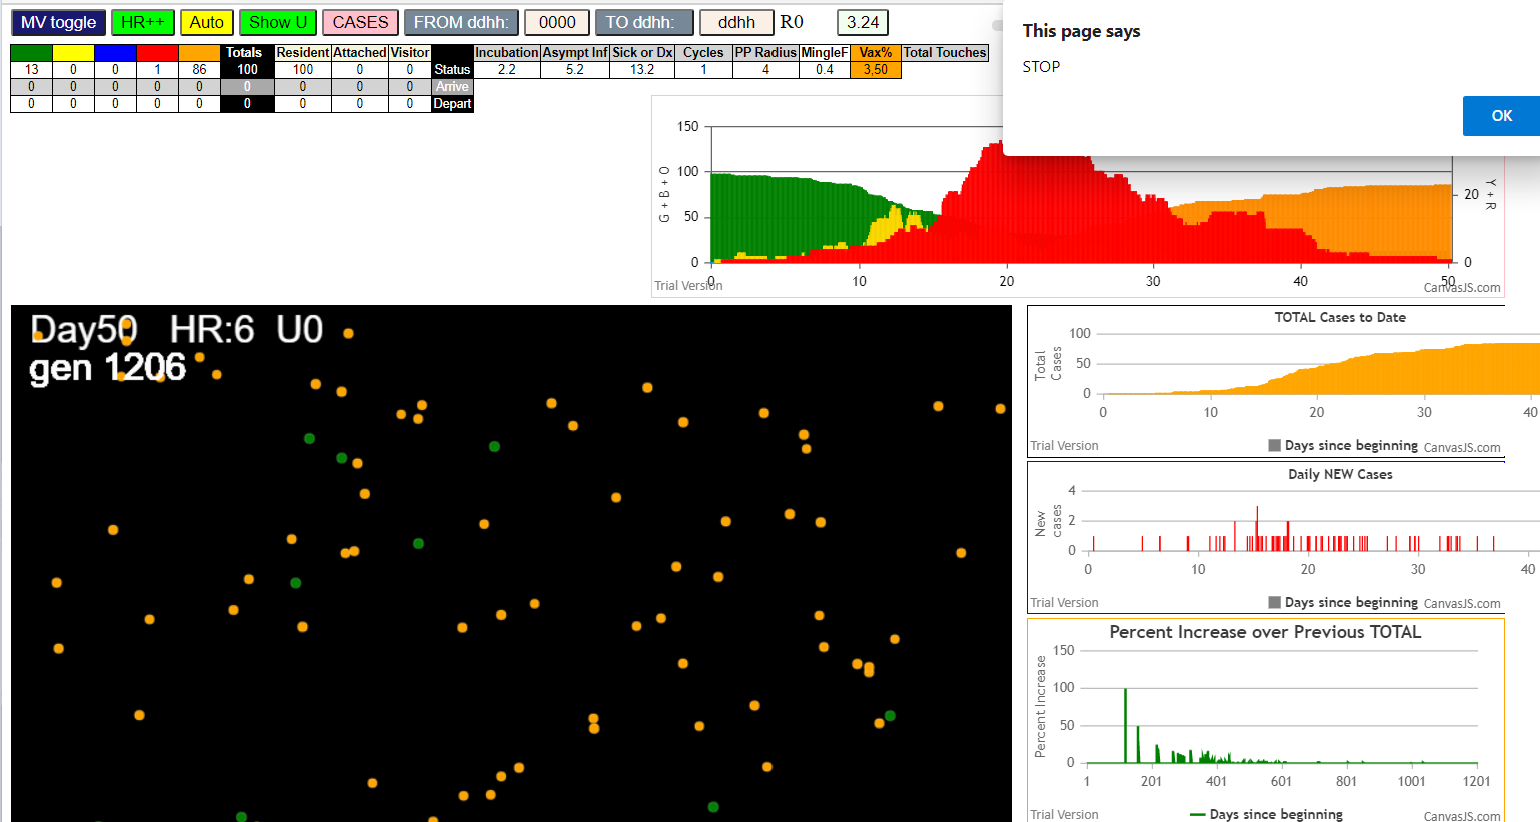 MV toggle HR++ Auto Show U CASES FROM ddhh: 0000 TO ddhh: ddhh R0 3.24
This page says
STOP
OK
Totals Resident Attached Visitor Incubation Asympt Inf Sick or Dx Cycles PP Radius MingleF Vax% Total Touches
13 0 0 1 86 100 100 0 0 Status 2.2 5.2 13.2 1 4 0.4 3,50
0 0 0 0 0 0 0 0 0 Arrive
0 0 0 0 0 0 0 0 0 Depart
G + B + O
150
100
50
0
Y + R
20
0
0 10 20 30 40 50
Trial Version CanvasJS.com
Day50 HR:6 U0
gen 1206
TOTAL Cases to Date
Total
Cases
100
50
0
0 10 20 30 40
Days since beginning
Trial Version CanvasJS.com
Daily NEW Cases
New
cases
4
2
0
0 10 20 30 40
Days since beginning
Trial Version CanvasJS.com
Percent Increase over Previous TOTAL
Percent Increase
150
100
50
0
1 201 401 601 801 1001 1201
Days since beginning
Trial Version CanvasJS.com